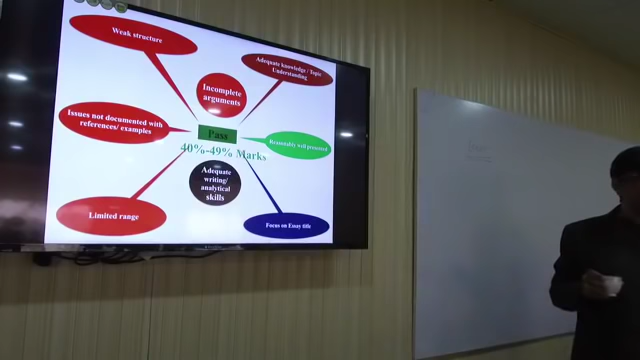 Weak structure
Adequate knowledge / Topic
Understanding
Incomplete
arguments
Issues not documented with
references/ examples
Pass
Reasonably well presented
40%-49% Marks
Adequate
writing/
analytical
skills
Limited range
Focus on Essay title